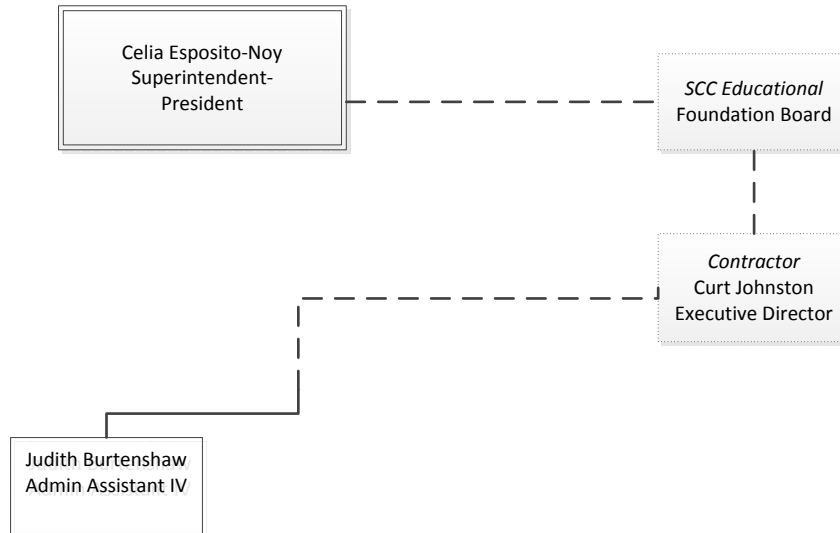 Celia Esposito-Noy
Superintendent-
President
SCC Educational
Foundation Board
Contractor
Curt Johnston
Executive Director
Judith Burtenshaw
Admin Assistant IV